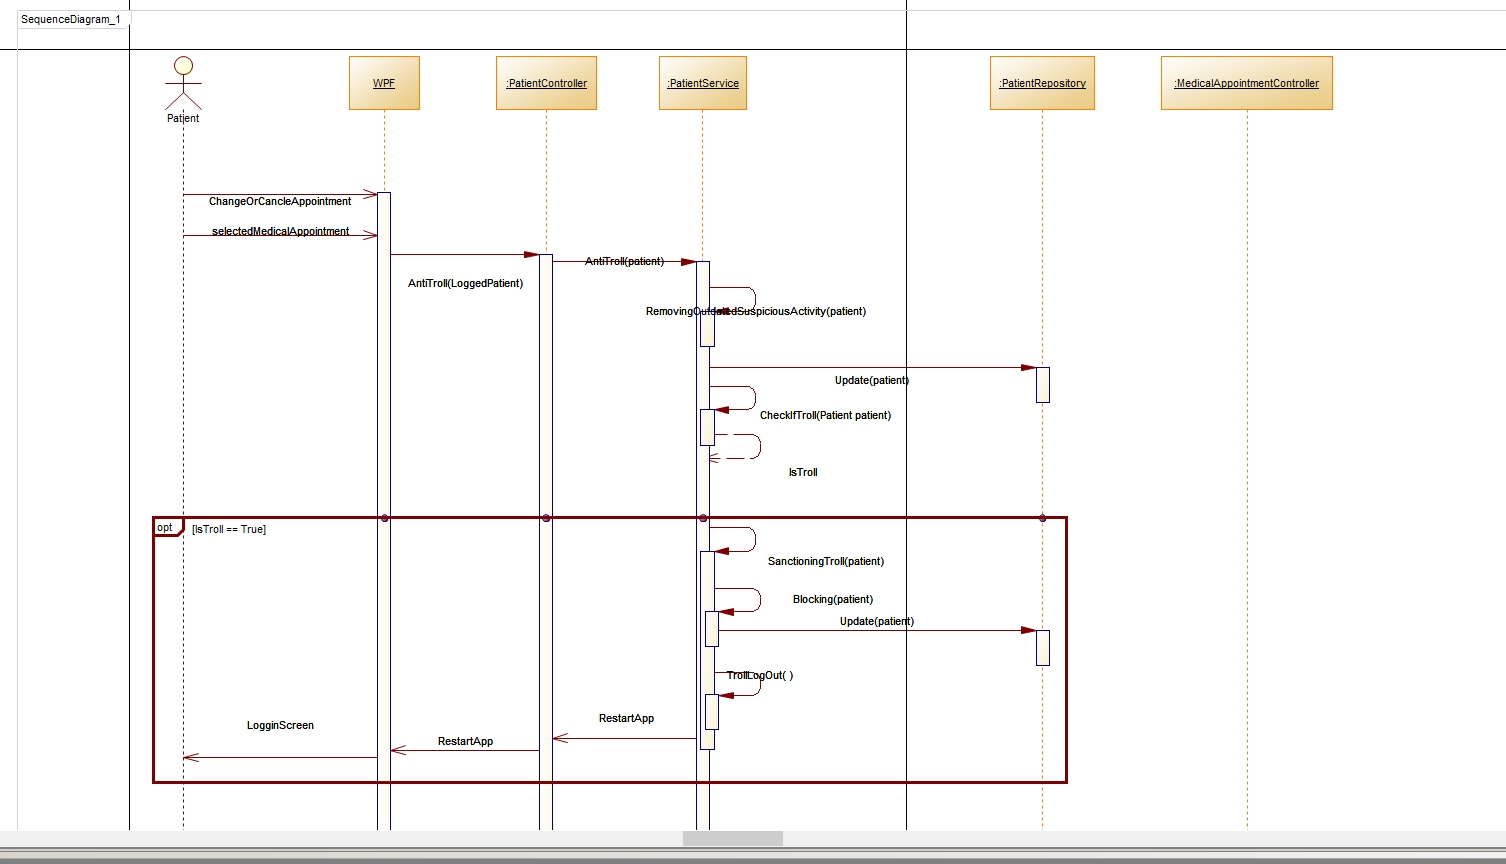 SequenceDiagram_1
Patient
WPF
:PatientController
:PatientService
:PatientRepository
:MedicalAppointmentController
ChangeOrCancleAppointment
selectedMedicalAppointment
AntiTroll(LoggedPatient)
AntiTroll(patient)
RemovingOutdatedSuspiciousActivity(patient)
Update(patient)
CheckIfTroll(Patient patient)
IsTroll
opt
[IsTroll == True]
SanctioningTroll(patient)
Blocking(patient)
Update(patient)
TrollLogOut( )
RestartApp
RestartApp
LogginScreen